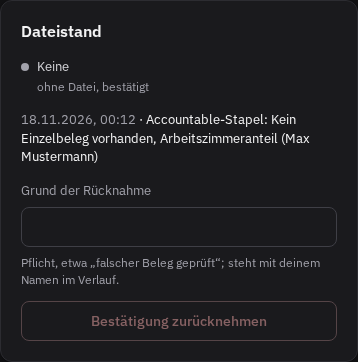 Dateistand
Keine
ohne Datei, bestätigt
18.11.2026, 00:12 · Accountable-Stapel: Kein
Einzelbeleg vorhanden, Arbeitszimmeranteil (Max
Mustermann)
Grund der Rücknahme
Pflicht, etwa „falscher Beleg geprüft“; steht mit deinem
Namen im Verlauf.
Bestätigung zurücknehmen